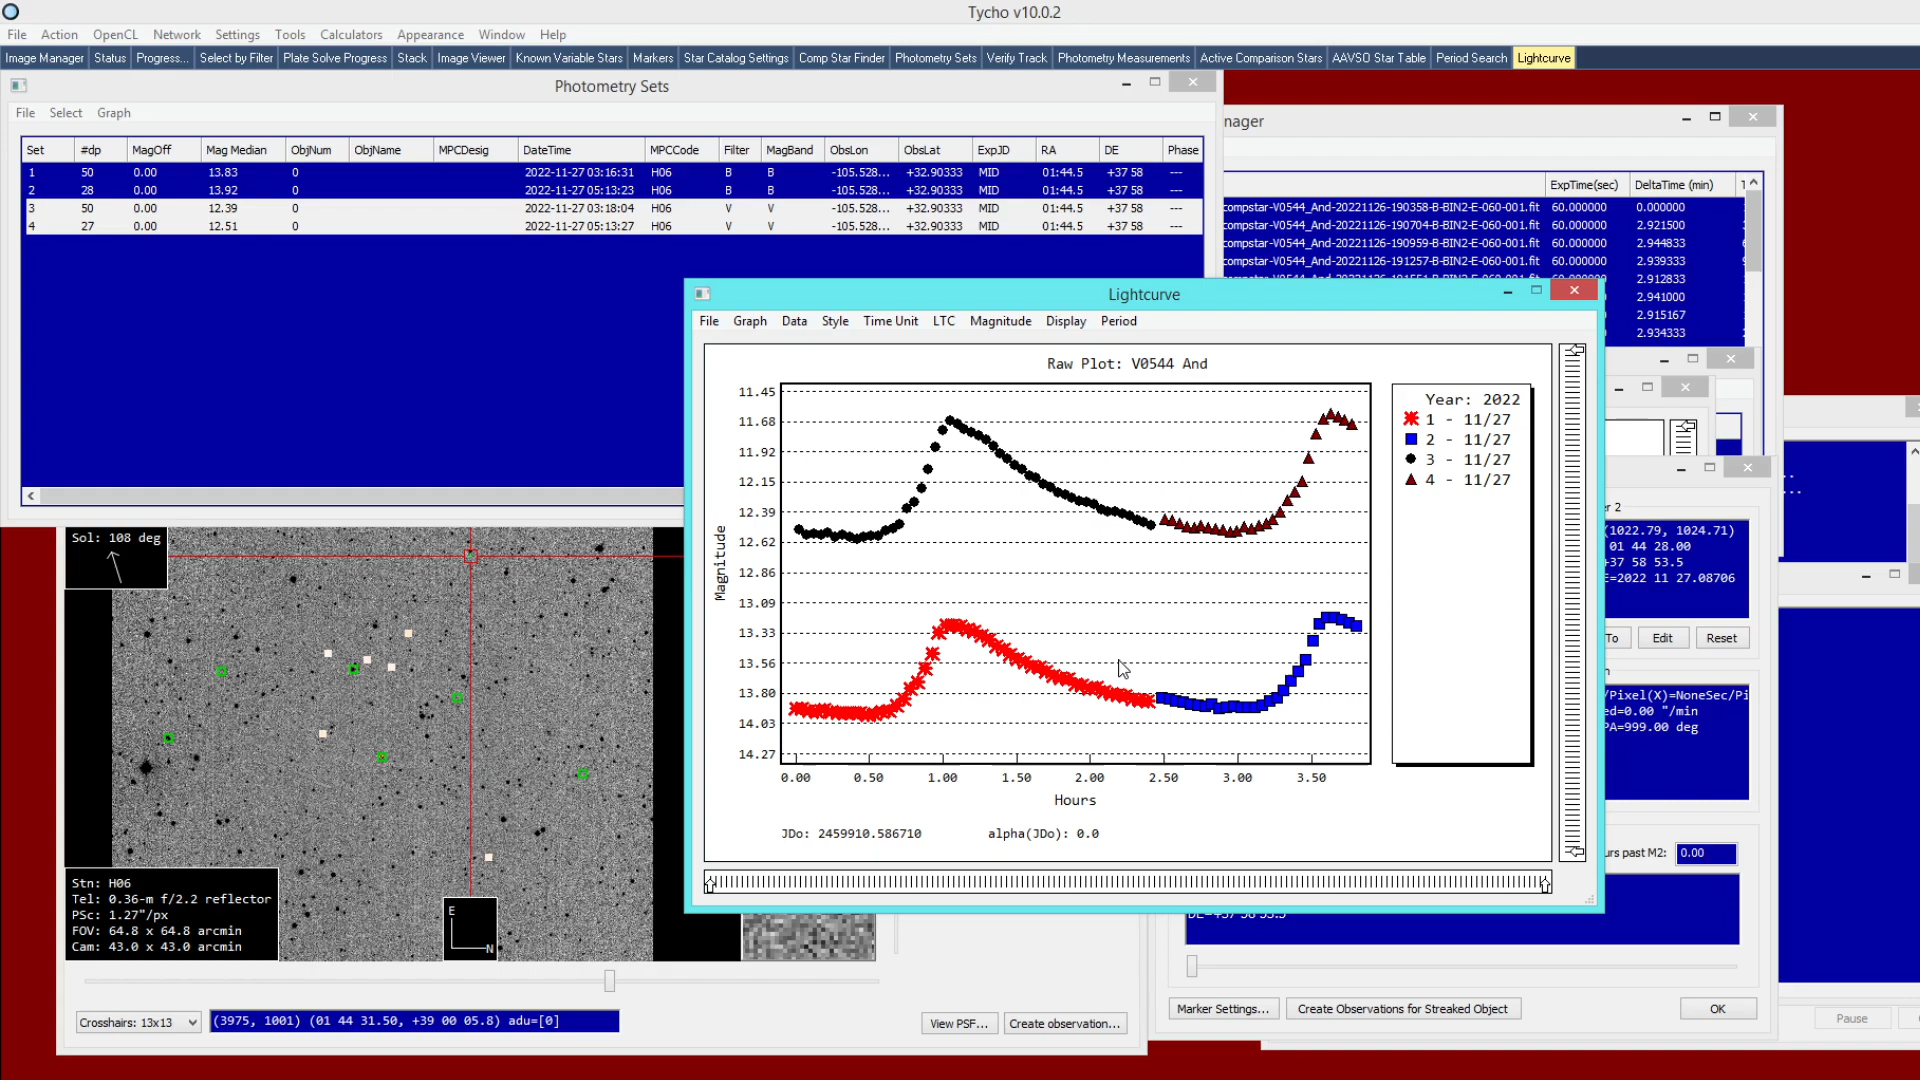 Tycho v10.0.2
File Action OpenCL Network Settings Tools Calculators Appearance Window Help
Image Manager Status Progress... Select by Filter Plate Solve Progress Stack Image Viewer Known Variable Stars Markers Star Catalog Settings Comp Star Finder Photometry Sets Verify Track Photometry Measurements Active Comparison Stars AAVSO Star Table Period Search Lightcurve
Photometry Sets
File Select Graph
Set #dp MagOff Mag Median ObjNum ObjName MPCDesig DateTime MPCCode Filter MagBand ObsLon ObsLat ExpJD RA DE Phase
1 50 0.00 13.83 0 2022-11-27 03:16:31 H06 B B -105.528... +32.90333 MID 01:44.5 +37 58 ---
2 28 0.00 13.92 0 2022-11-27 05:13:23 H06 B B -105.528... +32.90333 MID 01:44.5 +37 58 ---
3 50 0.00 12.39 0 2022-11-27 03:18:04 H06 V V -105.528... +32.90333 MID 01:44.5 +37 58 ---
4 27 0.00 12.51 0 2022-11-27 05:13:27 H06 V V -105.528... +32.90333 MID 01:44.5 +37 58 ---
nager
ExpTime(sec) DeltaTime (min)
compstar-V0544_And-20221126-190358-B-BIN2-E-060-001.fit 60.000000 0.000000
compstar-V0544_And-20221126-190704-B-BIN2-E-060-001.fit 60.000000 2.921500
compstar-V0544_And-20221126-190959-B-BIN2-E-060-001.fit 60.000000 2.944833
compstar-V0544_And-20221126-191257-B-BIN2-E-060-001.fit 60.000000 2.939333
2.912833
2.941000
2.915167
2.934333
Lightcurve
File Graph Data Style Time Unit LTC Magnitude Display Period
Raw Plot: V0544 And
Magnitude
11.45
11.68
11.92
12.15
12.39
12.62
12.86
13.09
13.33
13.56
13.80
14.03
14.27
0.00 0.50 1.00 1.50 2.00 2.50 3.00 3.50
Hours
JDo: 2459910.586710 alpha(JDo): 0.0
Year: 2022
1 - 11/27
2 - 11/27
3 - 11/27
4 - 11/27
er 2
(1022.79, 1024.71)
01 44 28.00
+37 58 53.5
E=2022 11 27.08706
To Edit Reset
/Pixel(X)=NoneSec/Pi
ed=0.00 "/min
PA=999.00 deg
urs past M2: 0.00
Sol: 108 deg
Stn: H06
Tel: 0.36-m f/2.2 reflector
PSc: 1.27"/px
FOV: 64.8 x 64.8 arcmin
Cam: 43.0 x 43.0 arcmin
E
N
Crosshairs: 13x13 (3975, 1001) (01 44 31.50, +39 00 05.8) adu=[0]
View PSF... Create observation...
Marker Settings... Create Observations for Streaked Object OK
Pause